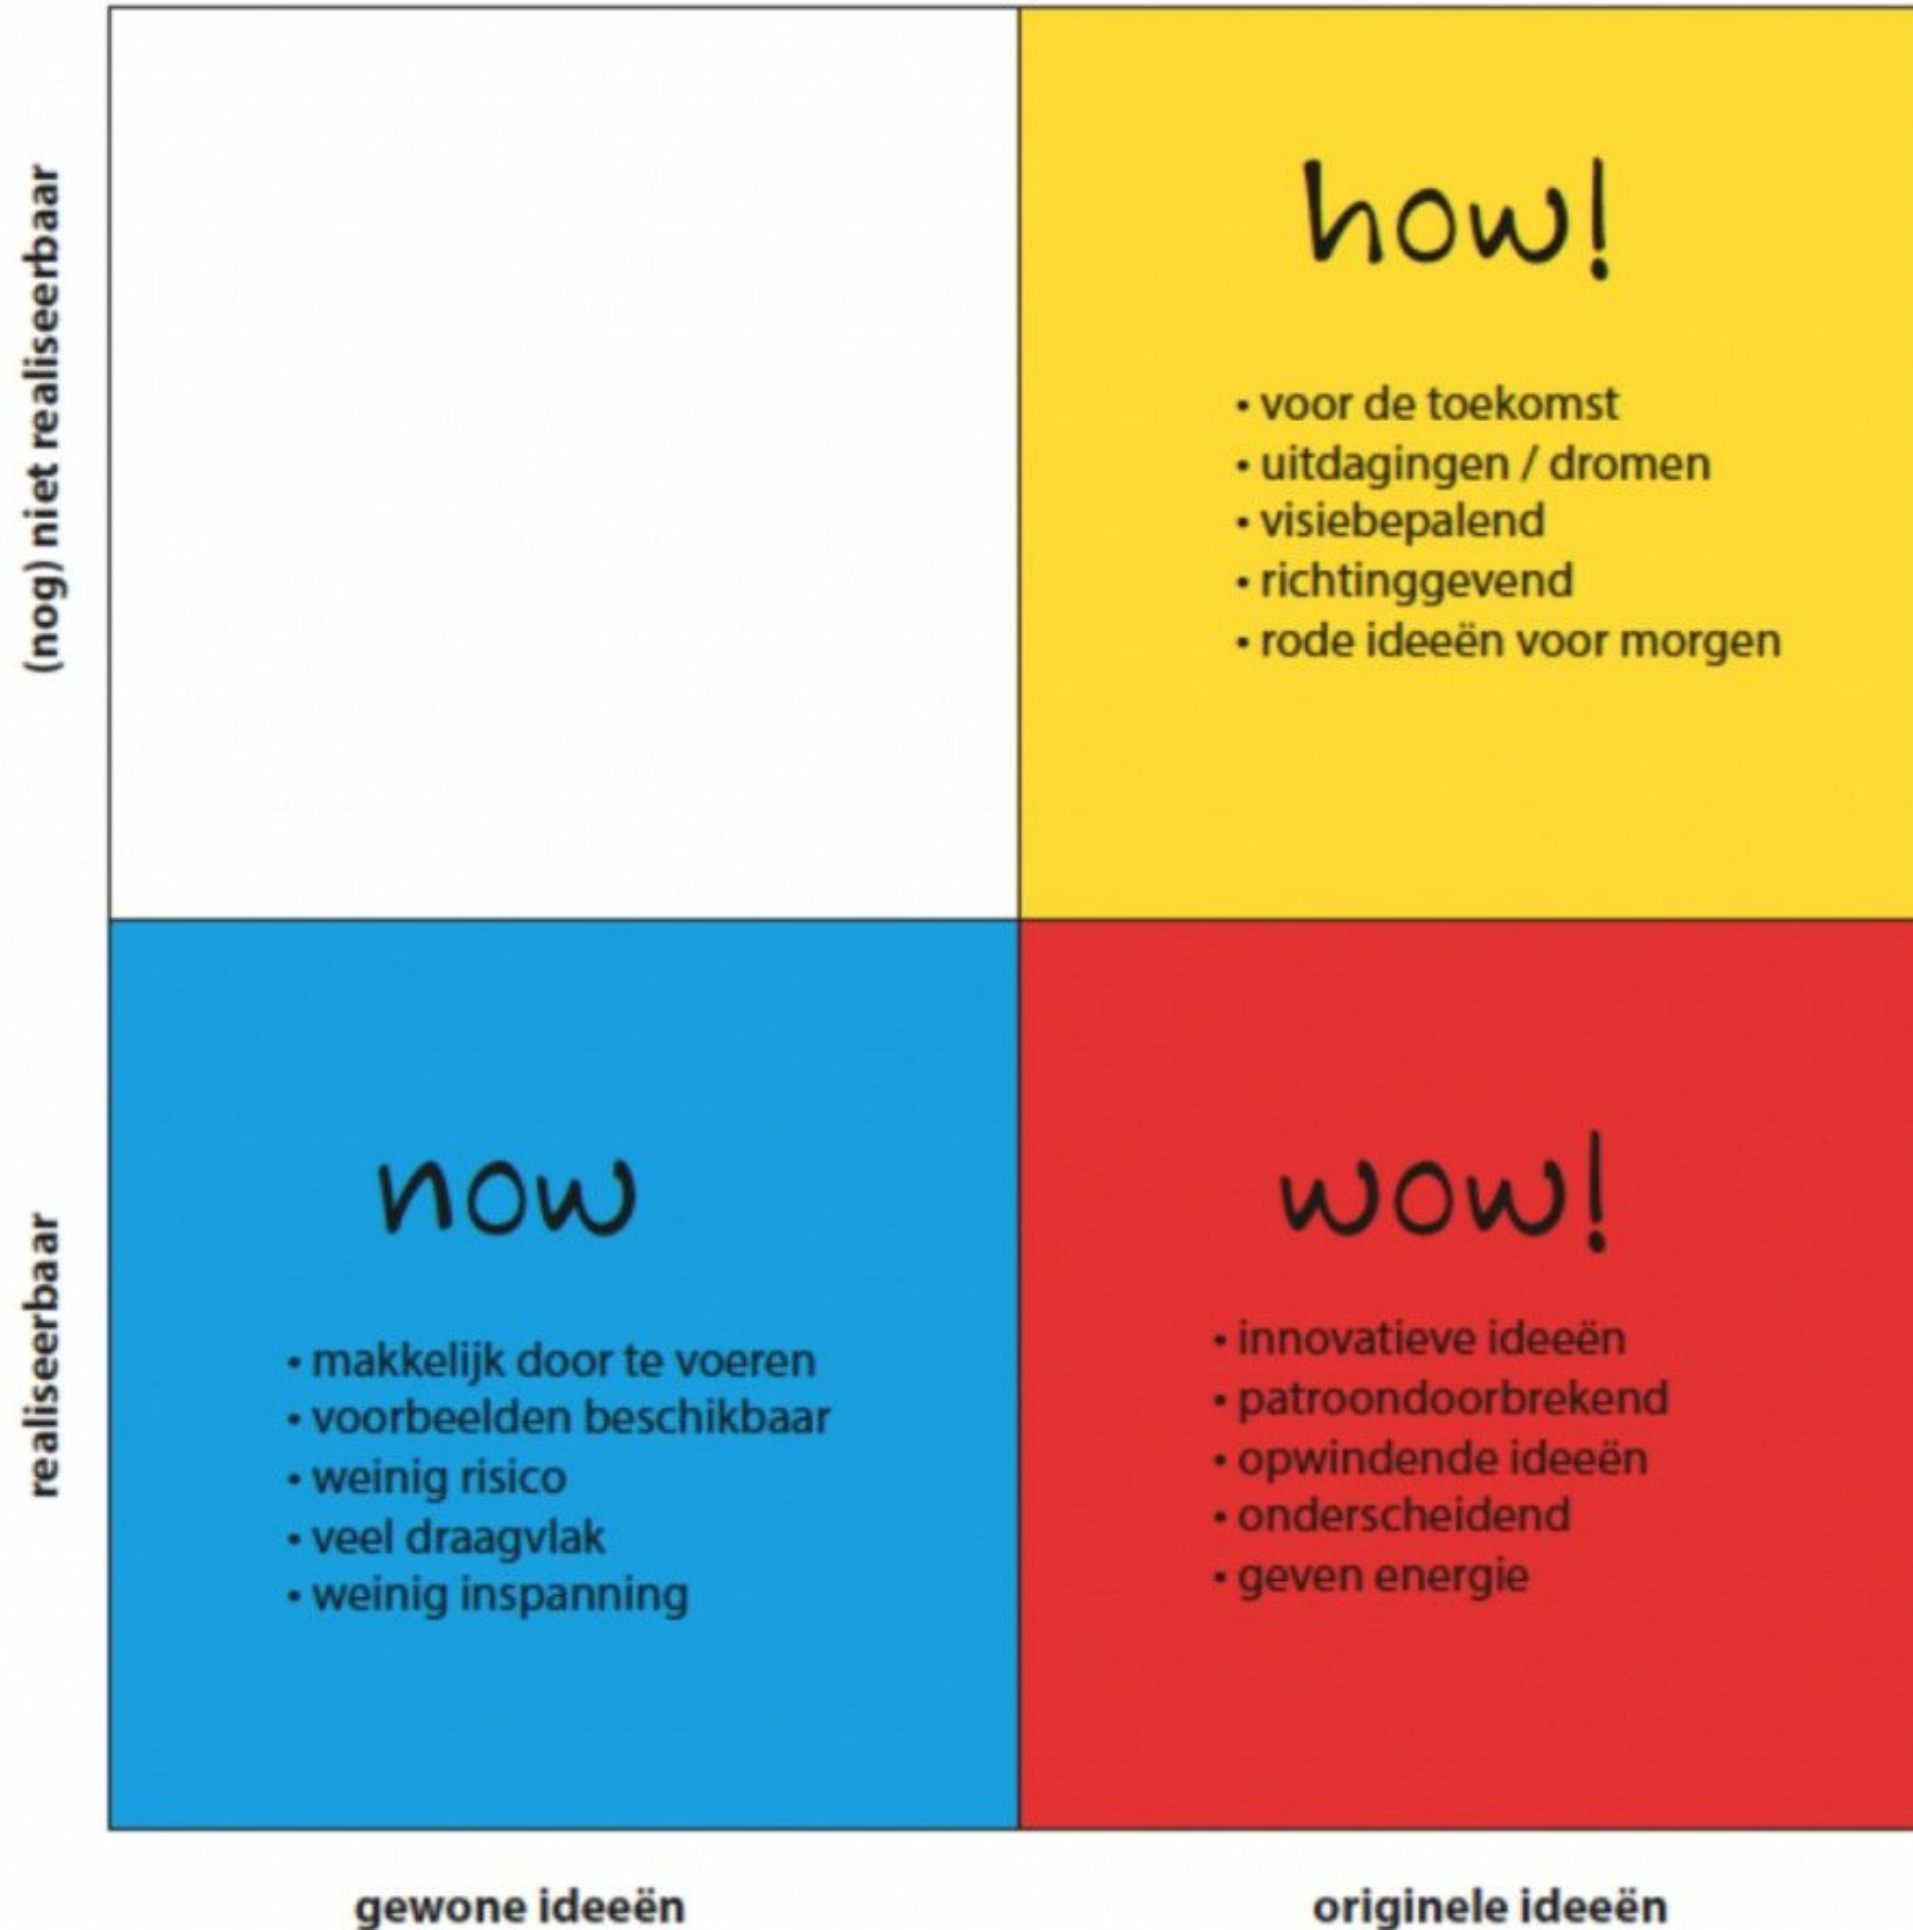 (nog) niet realiseerbaar
how!
• voor de toekomst
• uitdagingen / dromen
• visiebepalend
• richtinggevend
• rode ideeën voor morgen
realiseerbaar
now
• makkelijk door te voeren
• voorbeelden beschikbaar
• weinig risico
• veel draagvlak
• weinig inspanning
wow!
• innovatieve ideeën
• patroondoorbrekend
• opwindende ideeën
• onderscheidend
• geven energie
gewone ideeën
originele ideeën